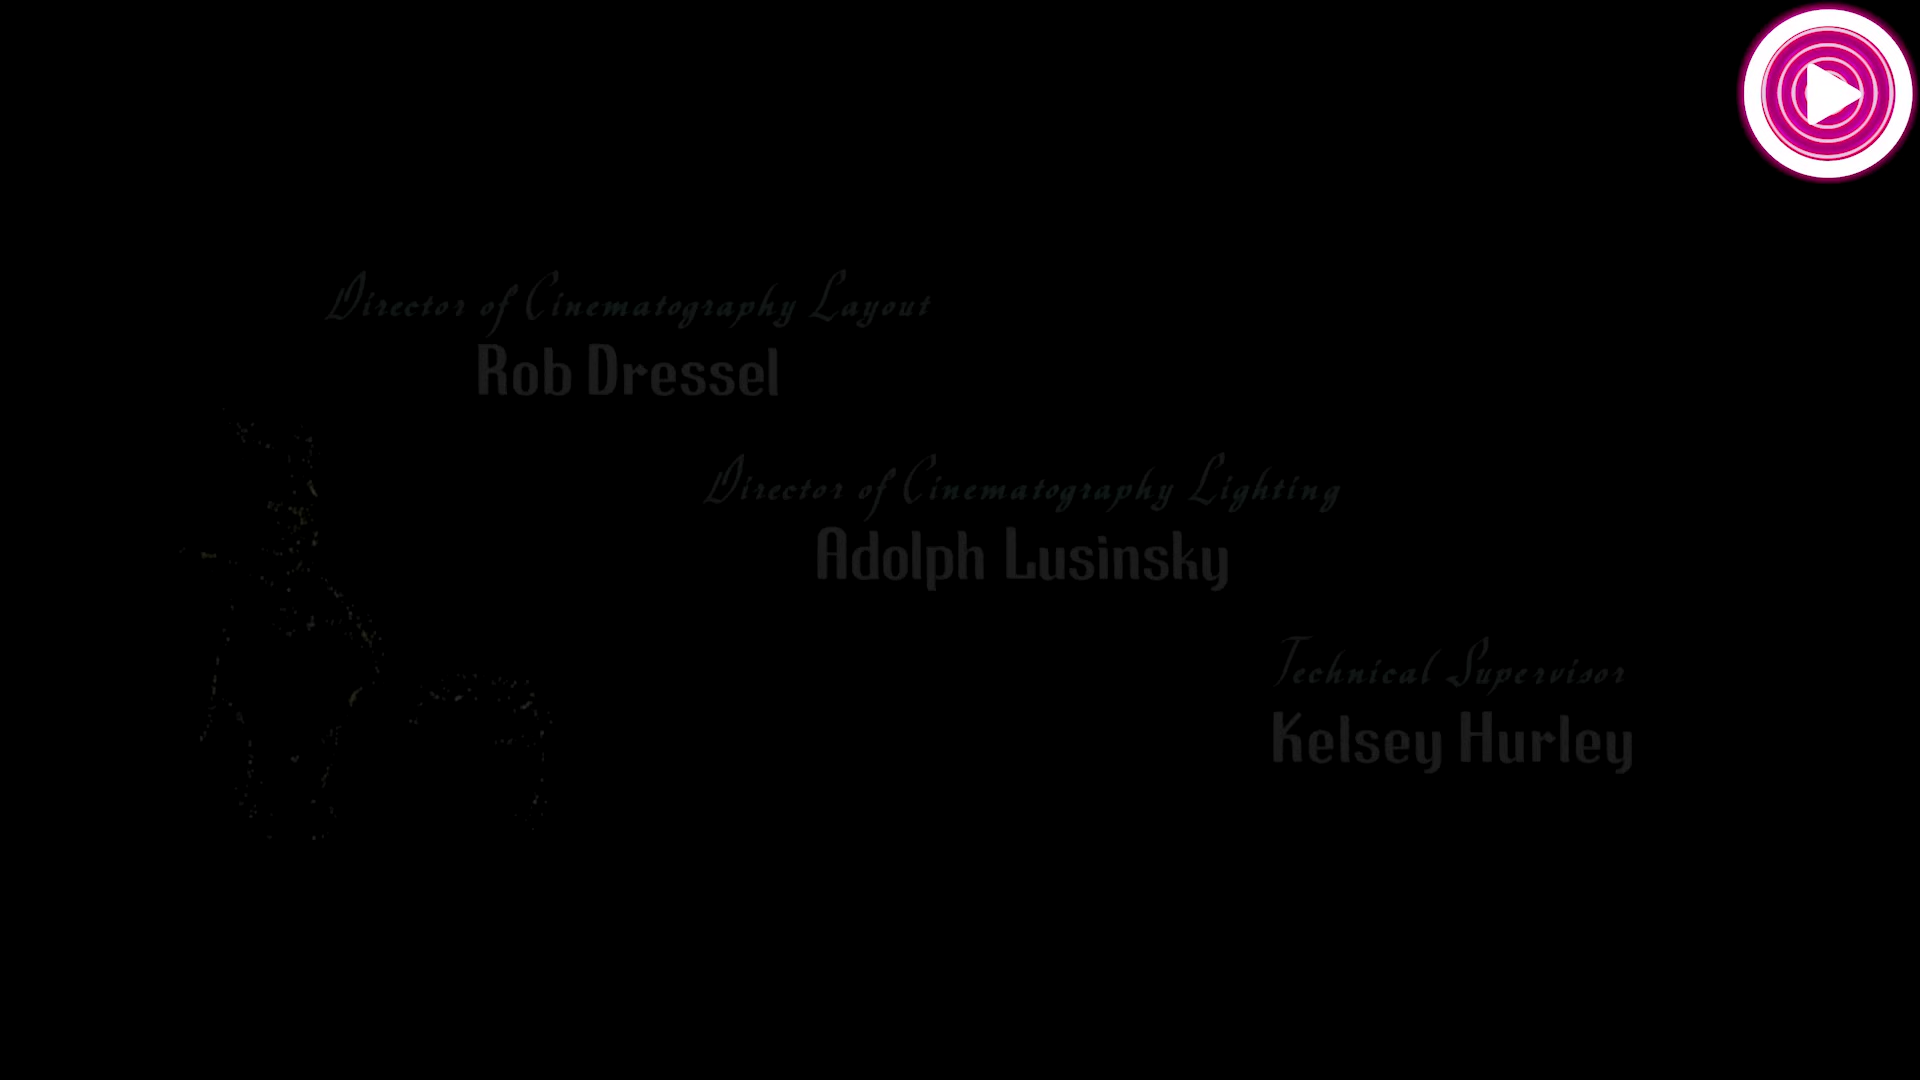 Director of Cinematography Layout
Rob Dressel
Director of Cinematography Lighting
Adolph Lusinsky
Technical Supervisor
Kelsey Hurley